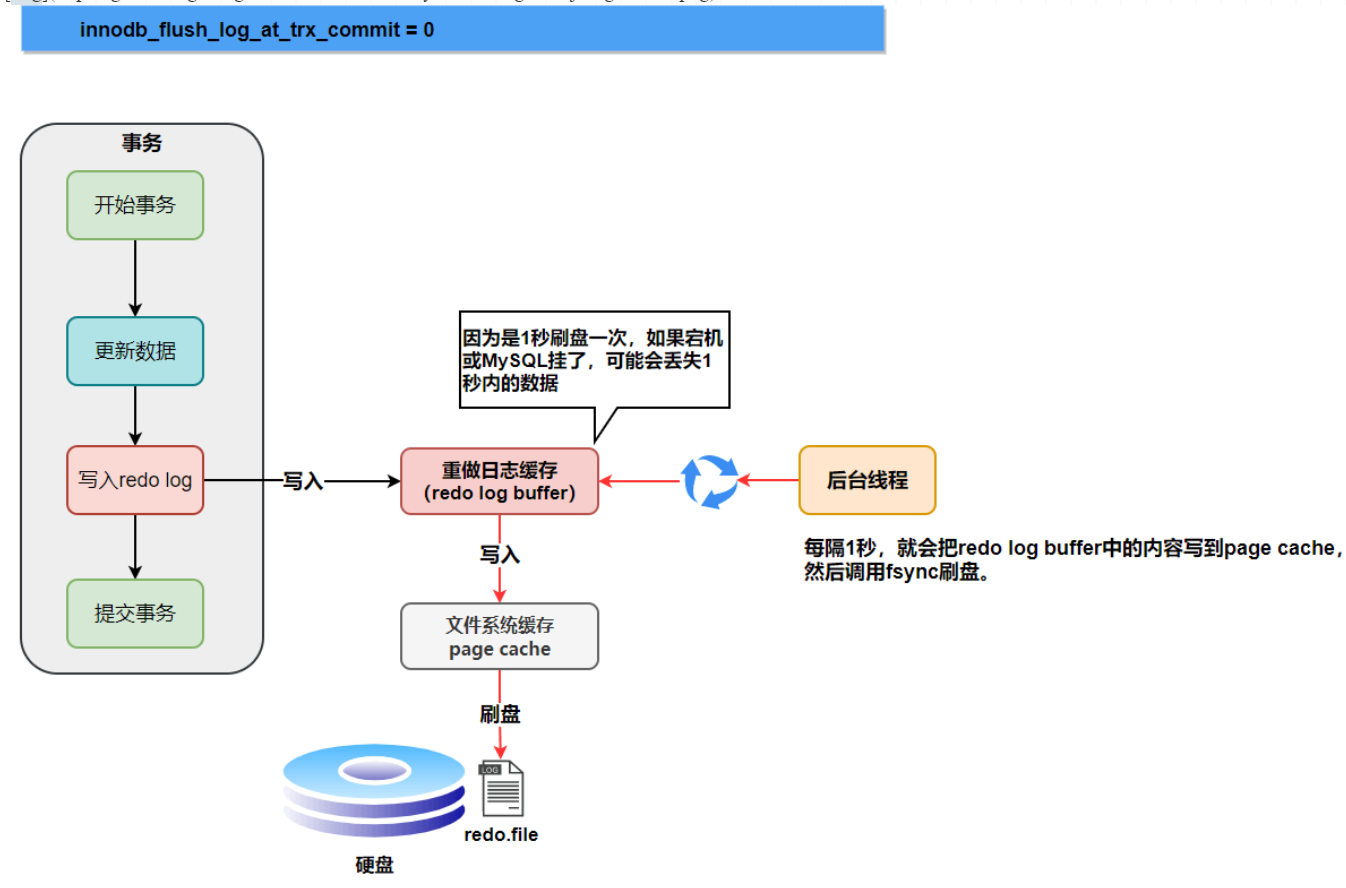 innodb_flush_log_at_trx_commit = 0
事务
开始事务
更新数据
写入redo log
提交事务
写入
因为是1秒刷盘一次，如果宕机
或MySQL挂了，可能会丢失1
秒内的数据
重做日志缓存
（redo log buffer）
后台线程
每隔1秒，就会把redo log buffer中的内容写到page cache，
然后调用fsync刷盘。
写入
文件系统缓存
page cache
刷盘
LOG
redo.file
硬盘